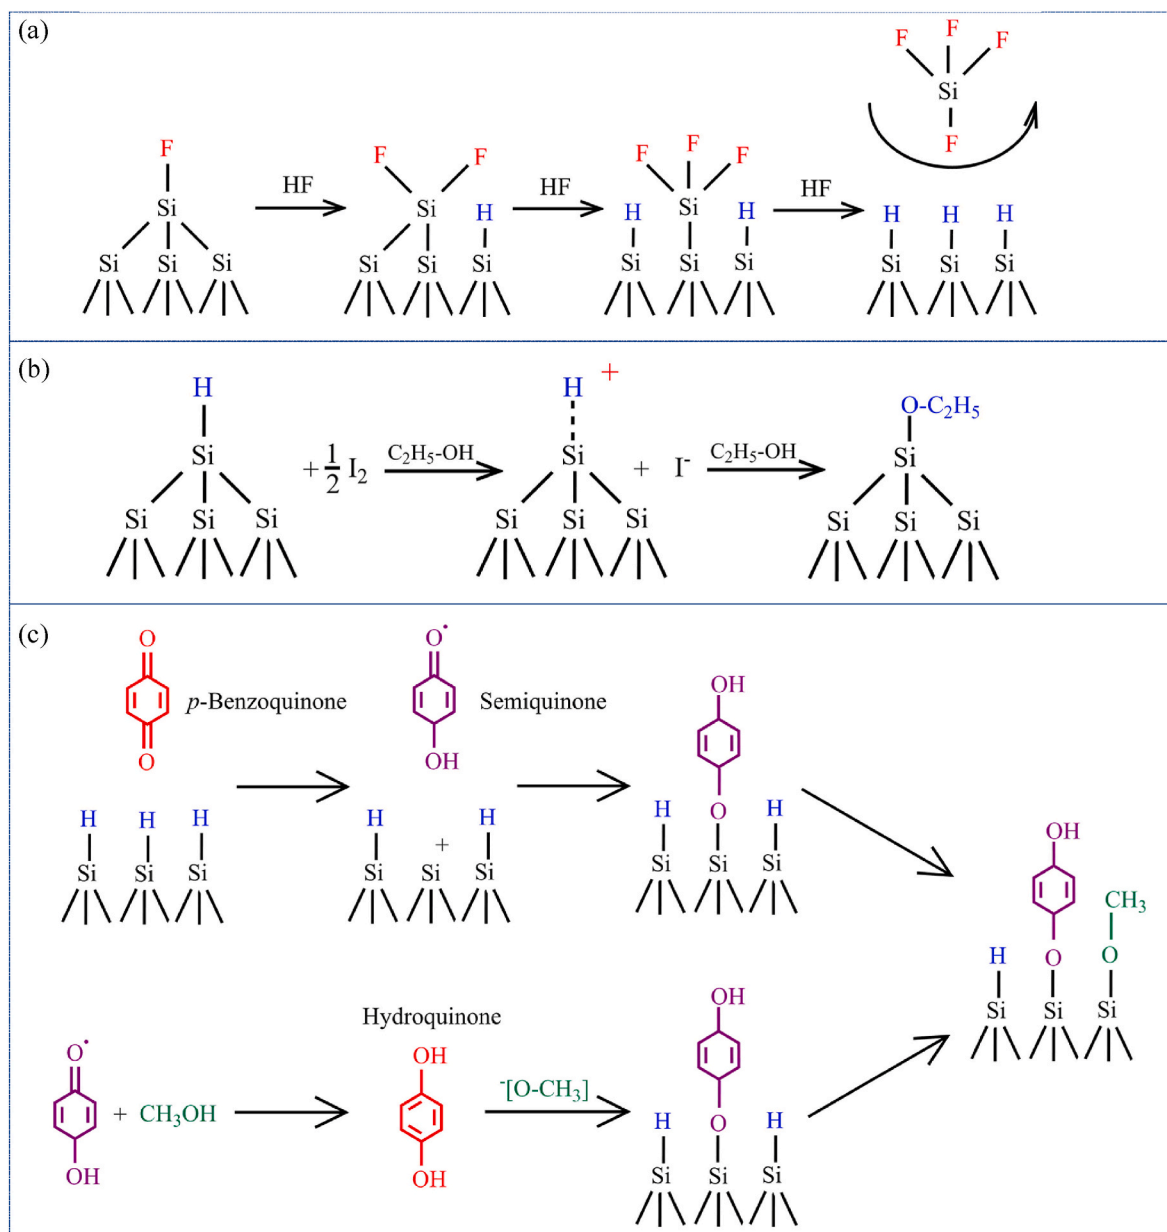 (a)
F F F
Si
F
F
F F
F F F
HF
HF
HF
Si
Si
H
H
Si
H
H H H
Si Si Si
Si Si Si
Si Si Si
Si Si Si
(b)
H
H +
O-C₂H₅
Si
+ 1/2 I₂
C₂H₅-OH
Si
+ I⁻
C₂H₅-OH
Si
Si Si Si
Si Si Si
Si Si Si
(c)
O
p-Benzoquinone
O
O•
Semiquinone
OH
OH
H H H
H + H
H O H
Si Si Si
Si Si Si
Si Si Si
OH
CH₃
H O O
Si Si Si
Hydroquinone
O•
+ CH₃OH
OH
OH
OH
⁻[O-CH₃]
OH
H O H
Si Si Si